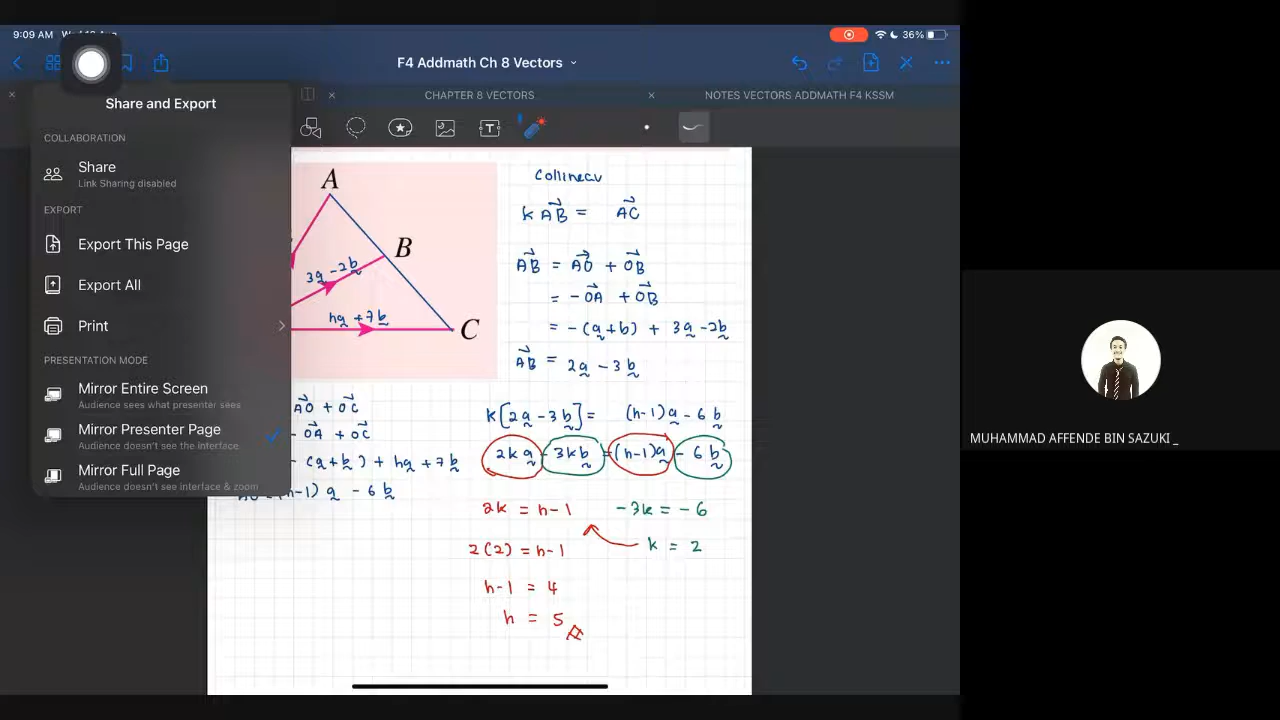 9:09 AM
36%
F4 Addmath Ch 8 Vectors
CHAPTER 8 VECTORS
NOTES VECTORS ADDMATH F4 KSSM
Share and Export
COLLABORATION
Share
Link Sharing disabled
EXPORT
Export This Page
Export All
Print
PRESENTATION MODE
Mirror Entire Screen
Audience sees what presenter sees
Mirror Presenter Page
Audience doesn't see the interface
Mirror Full Page
Audience doesn't see interface & zoom
A
B
C
3a - 2b
ha + 7b
AO + OC
- OA + OC
- (a + b) + ha + 7b
(h-1) a - 6 b
Collinear
k AB = AC
AB = AO + OB
= - OA + OB
= - (a + b) + 3a - 2b
AB = 2a - 3b
k[2a - 3b] = (h-1)a - 6b
2ka - 3kb = (h-1)a - 6b
2k = h-1
-3k = -6
2(2) = h-1
k = 2
h-1 = 4
h = 5
MUHAMMAD AFFENDE BIN SAZUKI _